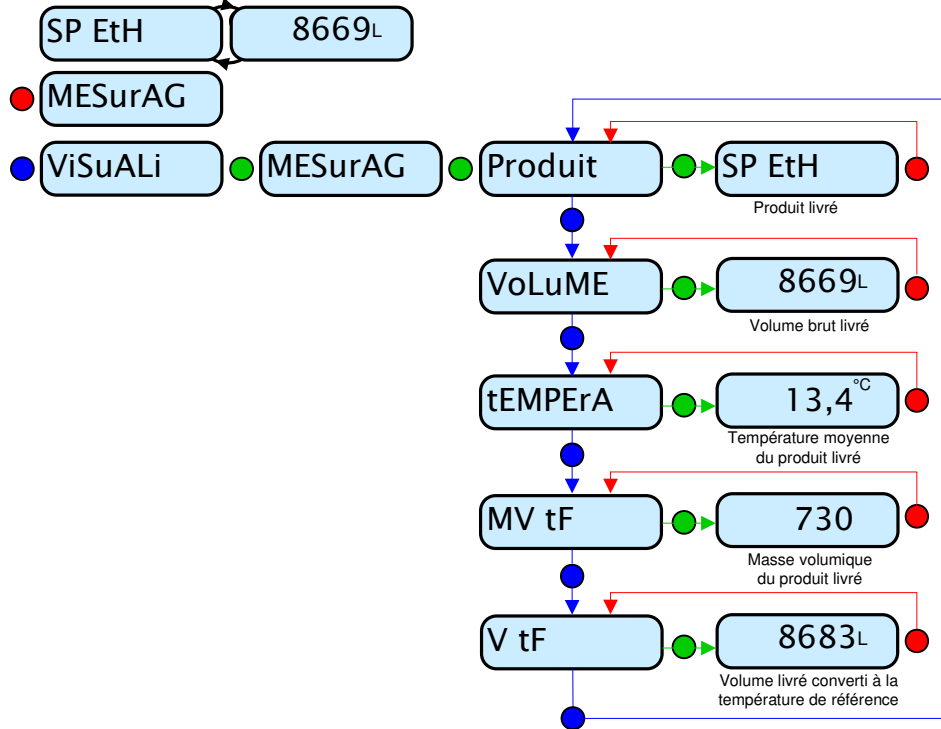 SP EtH 8669L
MESurAG
ViSuALi MESurAG Produit SP EtH
Produit livré
VoLuME 8669L
Volume brut livré
tEMPErA 13,4°C
Température moyenne
du produit livré
MV tF 730
Masse volumique
du produit livré
V tF 8683L
Volume livré converti à la
température de référence